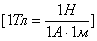 [1Тл = 1Н / 1А · 1м]